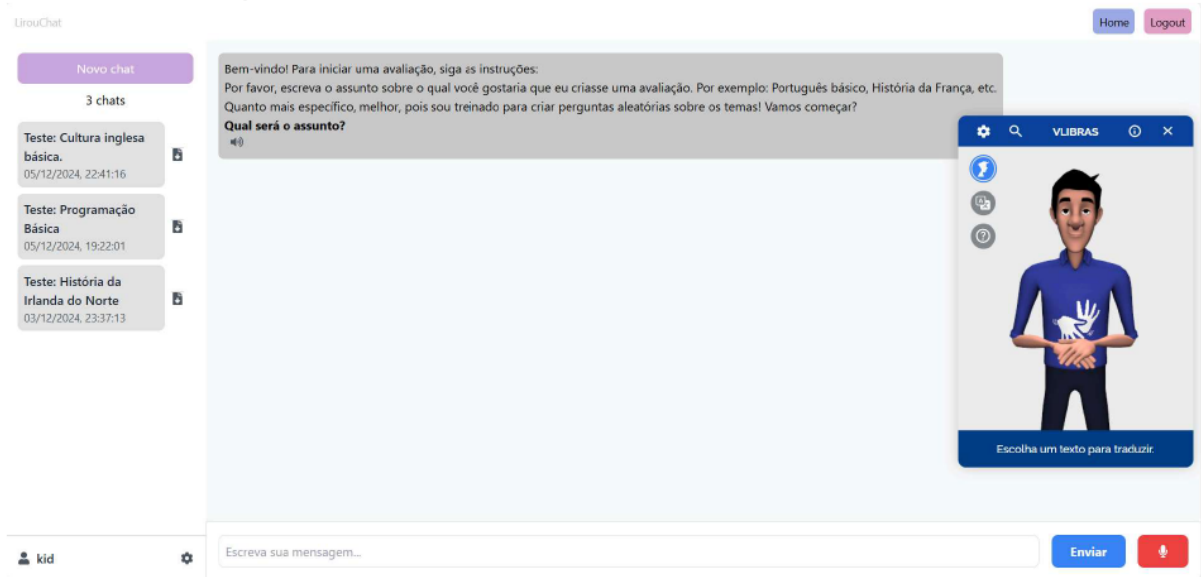 LirouChat
Home
Logout
Novo chat
3 chats
Teste: Cultura inglesa
básica.
05/12/2024, 22:41:16
Teste: Programação
Básica
05/12/2024, 19:22:01
Teste: História da
Irlanda do Norte
03/12/2024, 23:37:13
kid
Bem-vindo! Para iniciar uma avaliação, siga as instruções:
Por favor, escreva o assunto sobre o qual você gostaria que eu criasse uma avaliação. Por exemplo: Português básico, História da França, etc.
Quanto mais específico, melhor, pois sou treinado para criar perguntas aleatórias sobre os temas! Vamos começar?
Qual será o assunto?
VLIBRAS
Escolha um texto para traduzir.
Escreva sua mensagem...
Enviar